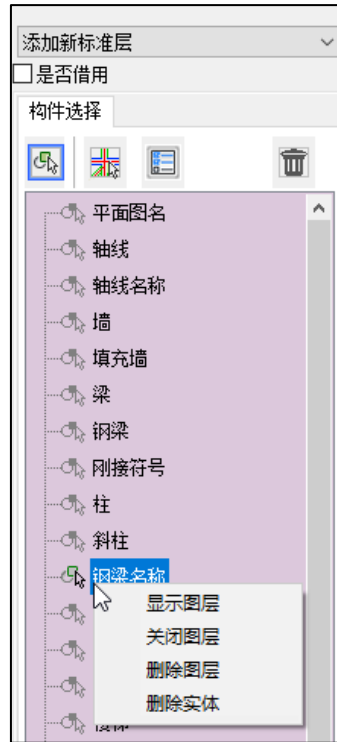 添加新标准层
是否借用
构件选择
平面图名
轴线
轴线名称
墙
填充墙
梁
钢梁
刚接符号
柱
斜柱
钢梁名称
显示图层
关闭图层
删除图层
删除实体